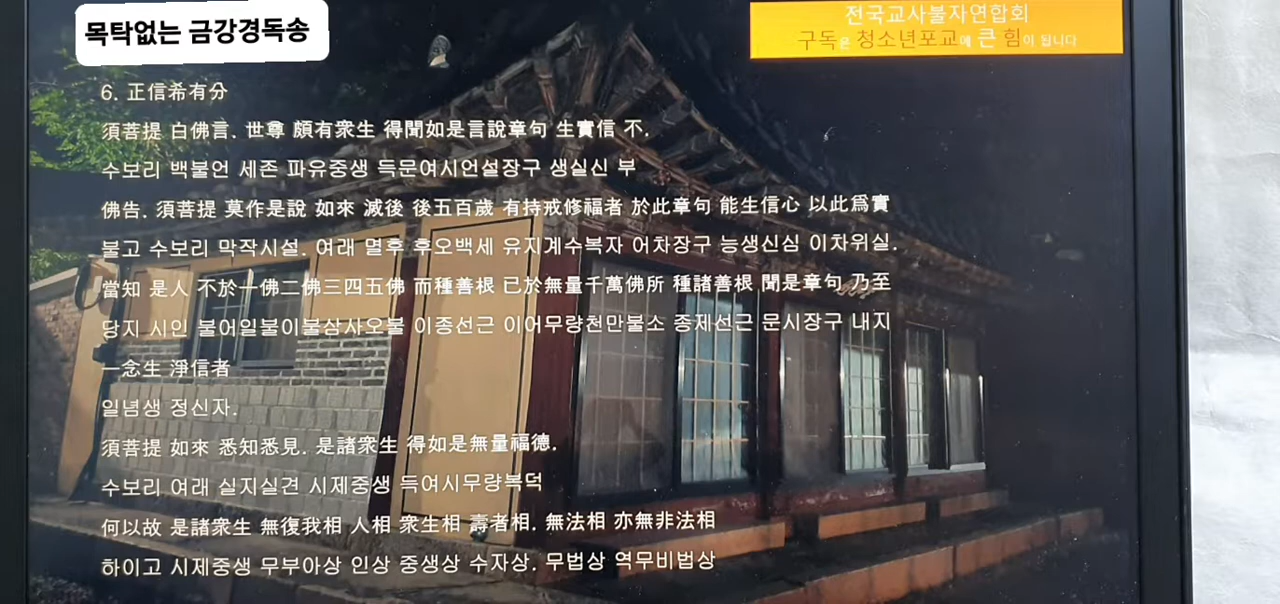 목탁없는 금강경독송
전국교사불자연합회
구독은 청소년포교에 큰 힘이 됩니다
6. 正信希有分
須菩提 白佛言. 世尊 頗有衆生 得聞如是言說章句 生實信 不.
수보리 백불언 세존 파유중생 득문여시언설장구 생실신 부
佛告. 須菩提 莫作是說 如來 滅後 後五百歲 有持戒修福者 於此章句 能生信心 以此爲實
불고 수보리 막작시설. 여래 멸후 후오백세 유지계수복자 어차장구 능생신심 이차위실.
當知 是人 不於一佛二佛三四五佛 而種善根 已於無量千萬佛所 種諸善根 聞是章句 乃至
당지 시인 불어일불이불삼사오불 이종선근 이어무량천만불소 종제선근 문시장구 내지
一念生 淨信者
일념생 정신자.
須菩提 如來 悉知悉見. 是諸衆生 得如是無量福德.
수보리 여래 실지실견 시제중생 득여시무량복덕
何以故 是諸衆生 無復我相 人相 衆生相 壽者相. 無法相 亦無非法相
하이고 시제중생 무부아상 인상 중생상 수자상. 무법상 역무비법상